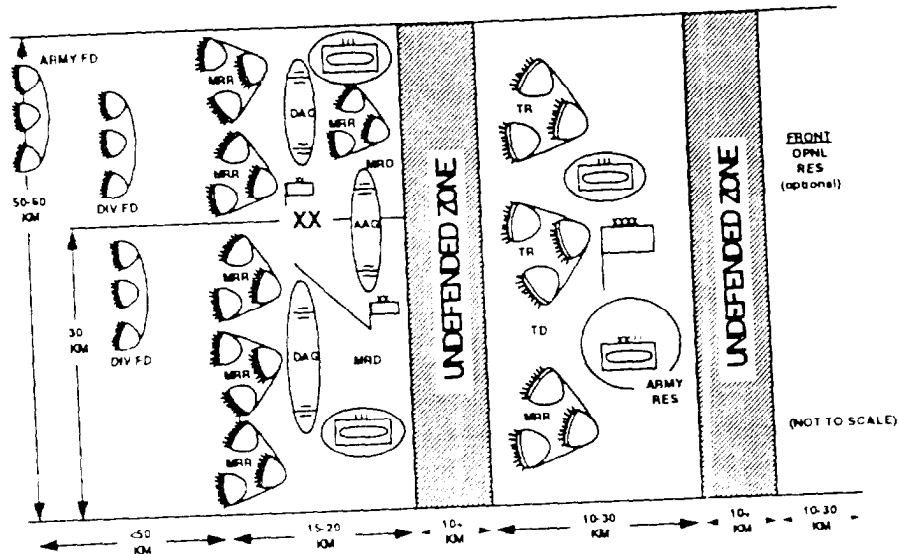 ARMY FD
50-60
KM
DIV FD
30
KM
DIV FD
MRR
DAG
MRR
MRD
MRR
XX
AAG
MRR
DAG
MRD
MRR
MRR
UNDEFENDED ZONE
TR
TR
XXXX
TD
XX
ARMY
RES
MRR
UNDEFENDED ZONE
FRONT
OPNL
RES
(optional)
(NOT TO SCALE)
<50
KM
15-20
KM
10+
KM
10-30
KM
10+
KM
10-30
KM